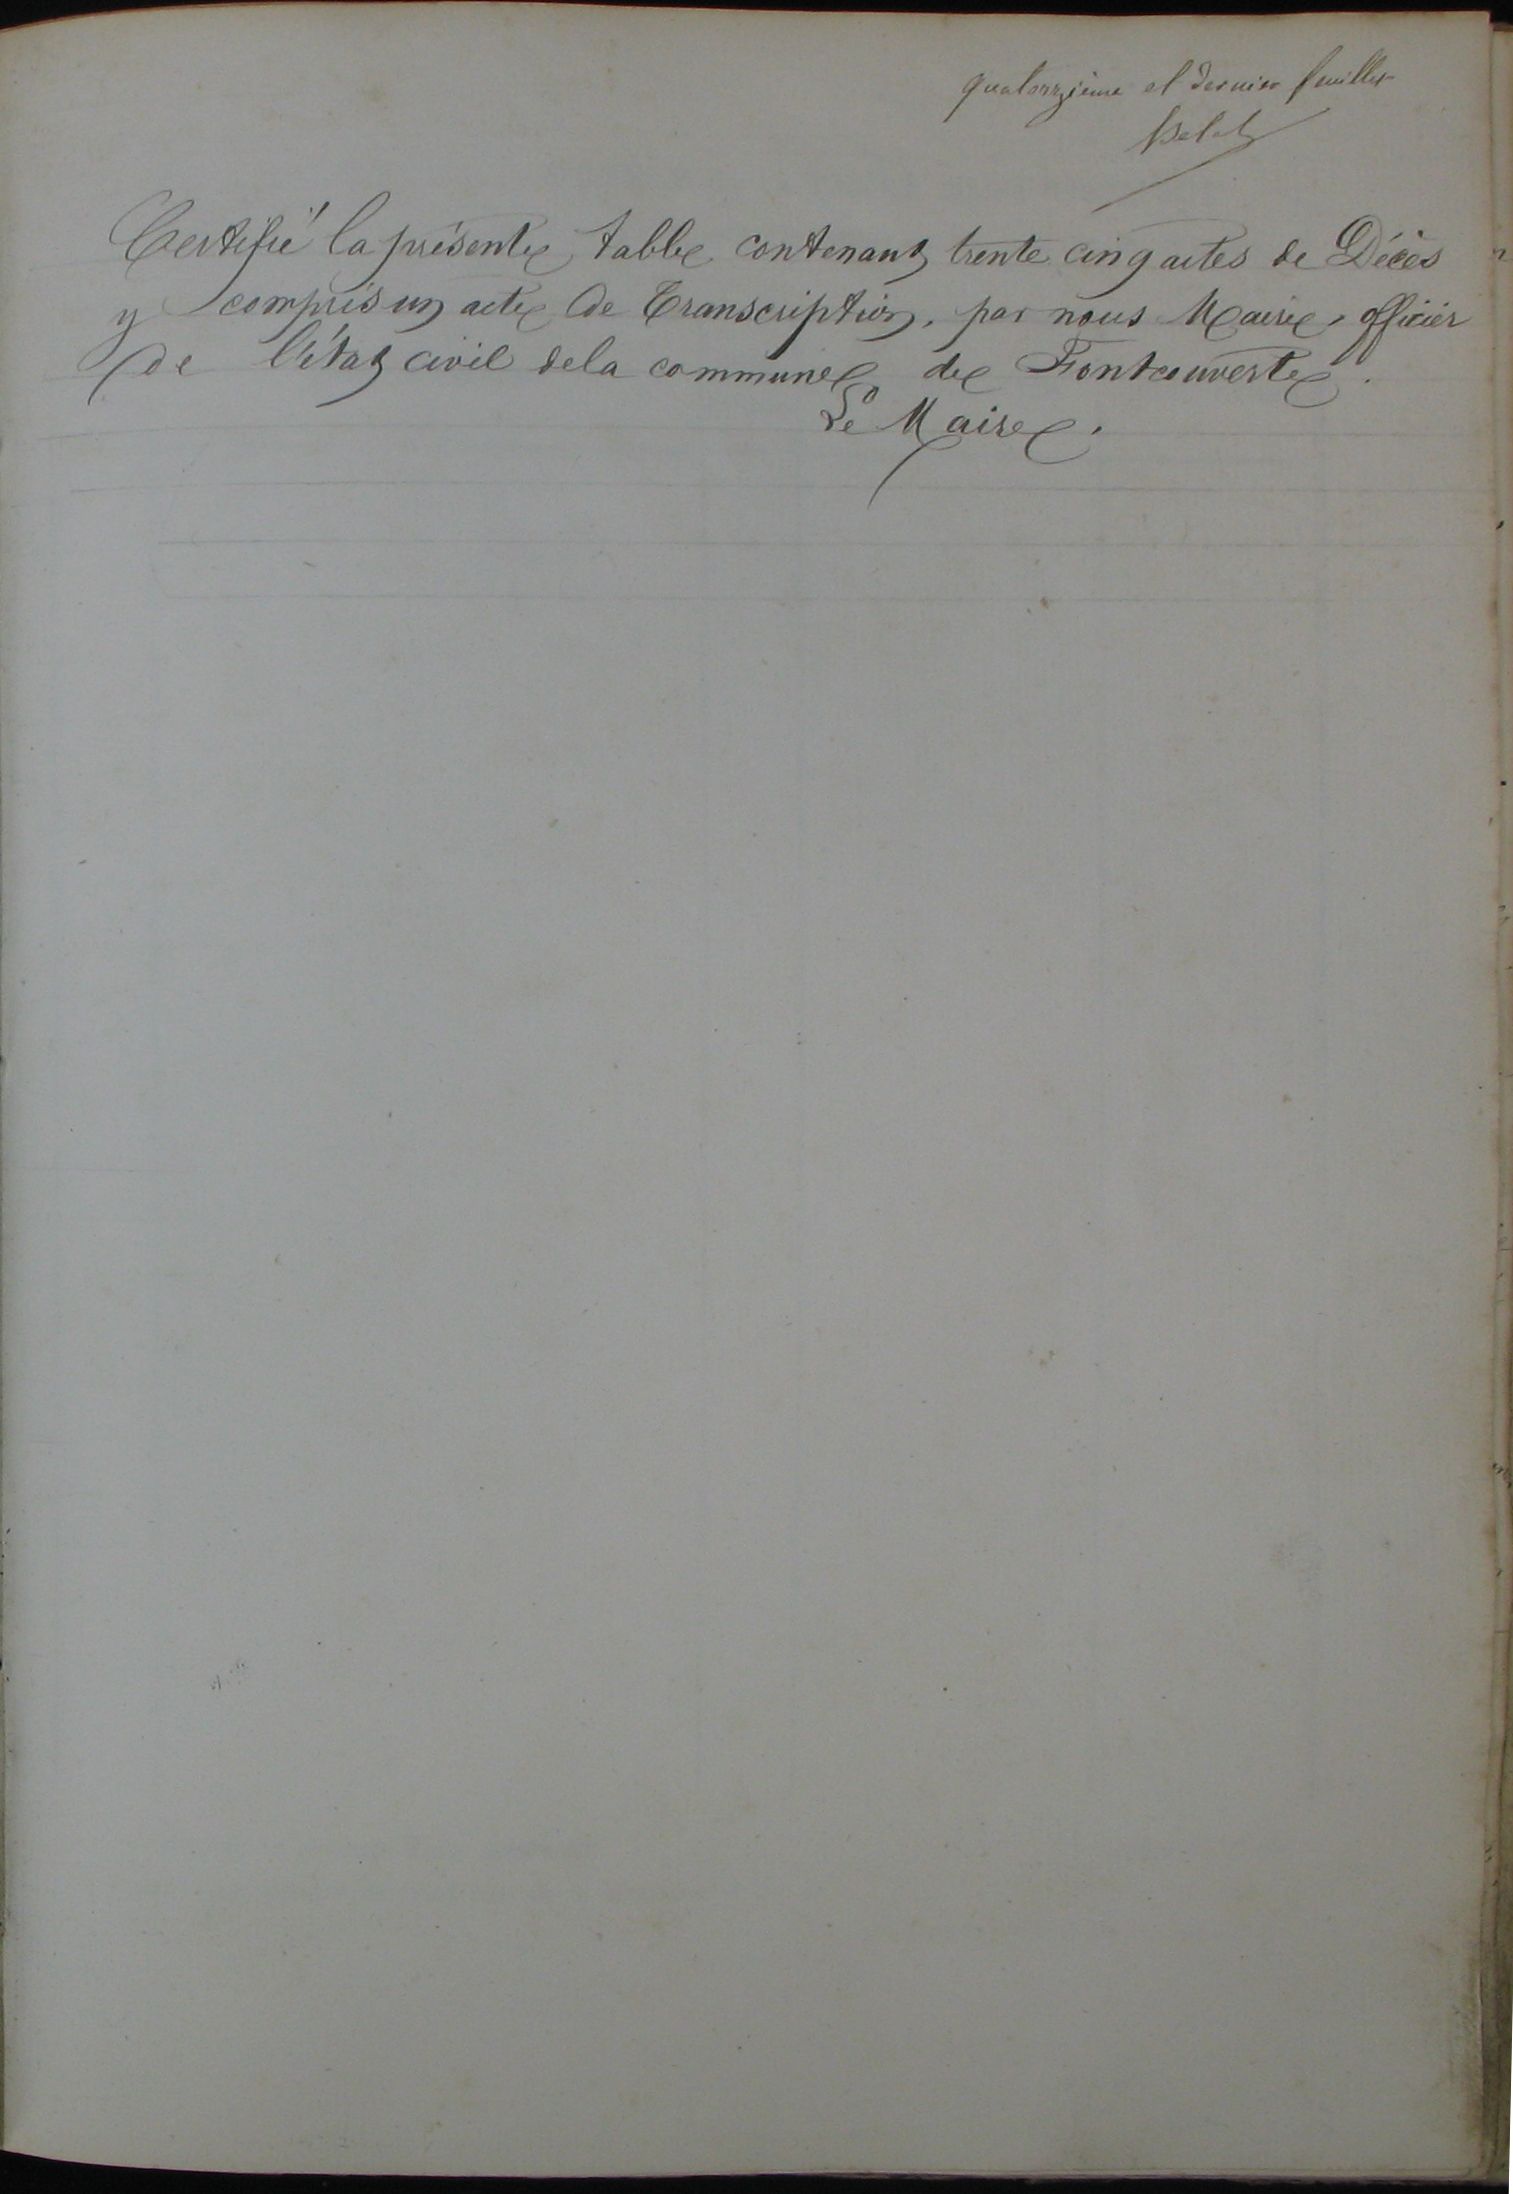 quatorzième et dernier feuillet
Certifié la présente table contenant trente cinq actes de Décès
y compris un acte de Transcription, par nous Maire, officier
de l'état civil de la commune de Fontcouverte.
Le Maire.